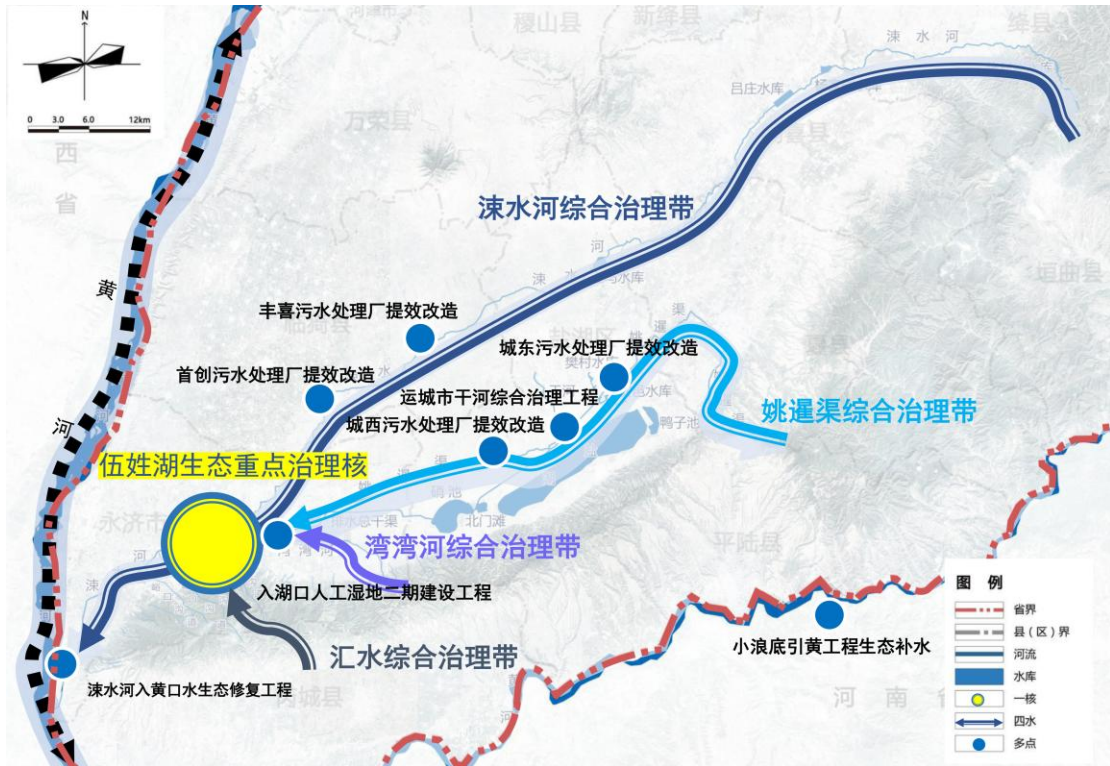 N
0 3.0 6.0 12km
稷山县
新绛县
绛县
涑水河
吕庄水库
万荣县
西
省
涑水河综合治理带
垣曲县
黄
河
丰喜污水处理厂提效改造
临猗县
盐湖区
城东污水处理厂提效改造
首创污水处理厂提效改造
运城市干河综合治理工程
姚暹渠综合治理带
城西污水处理厂提效改造
鸭子池
伍姓湖生态重点治理核
硝池
永济市
北门滩
湾湾河综合治理带
平陆县
入湖口人工湿地二期建设工程
小浪底引黄工程生态补水
汇水综合治理带
涑水河入黄口水生态修复工程
芮城县
河南省
图例
省界
县（区）界
河流
水库
一核
四水
多点